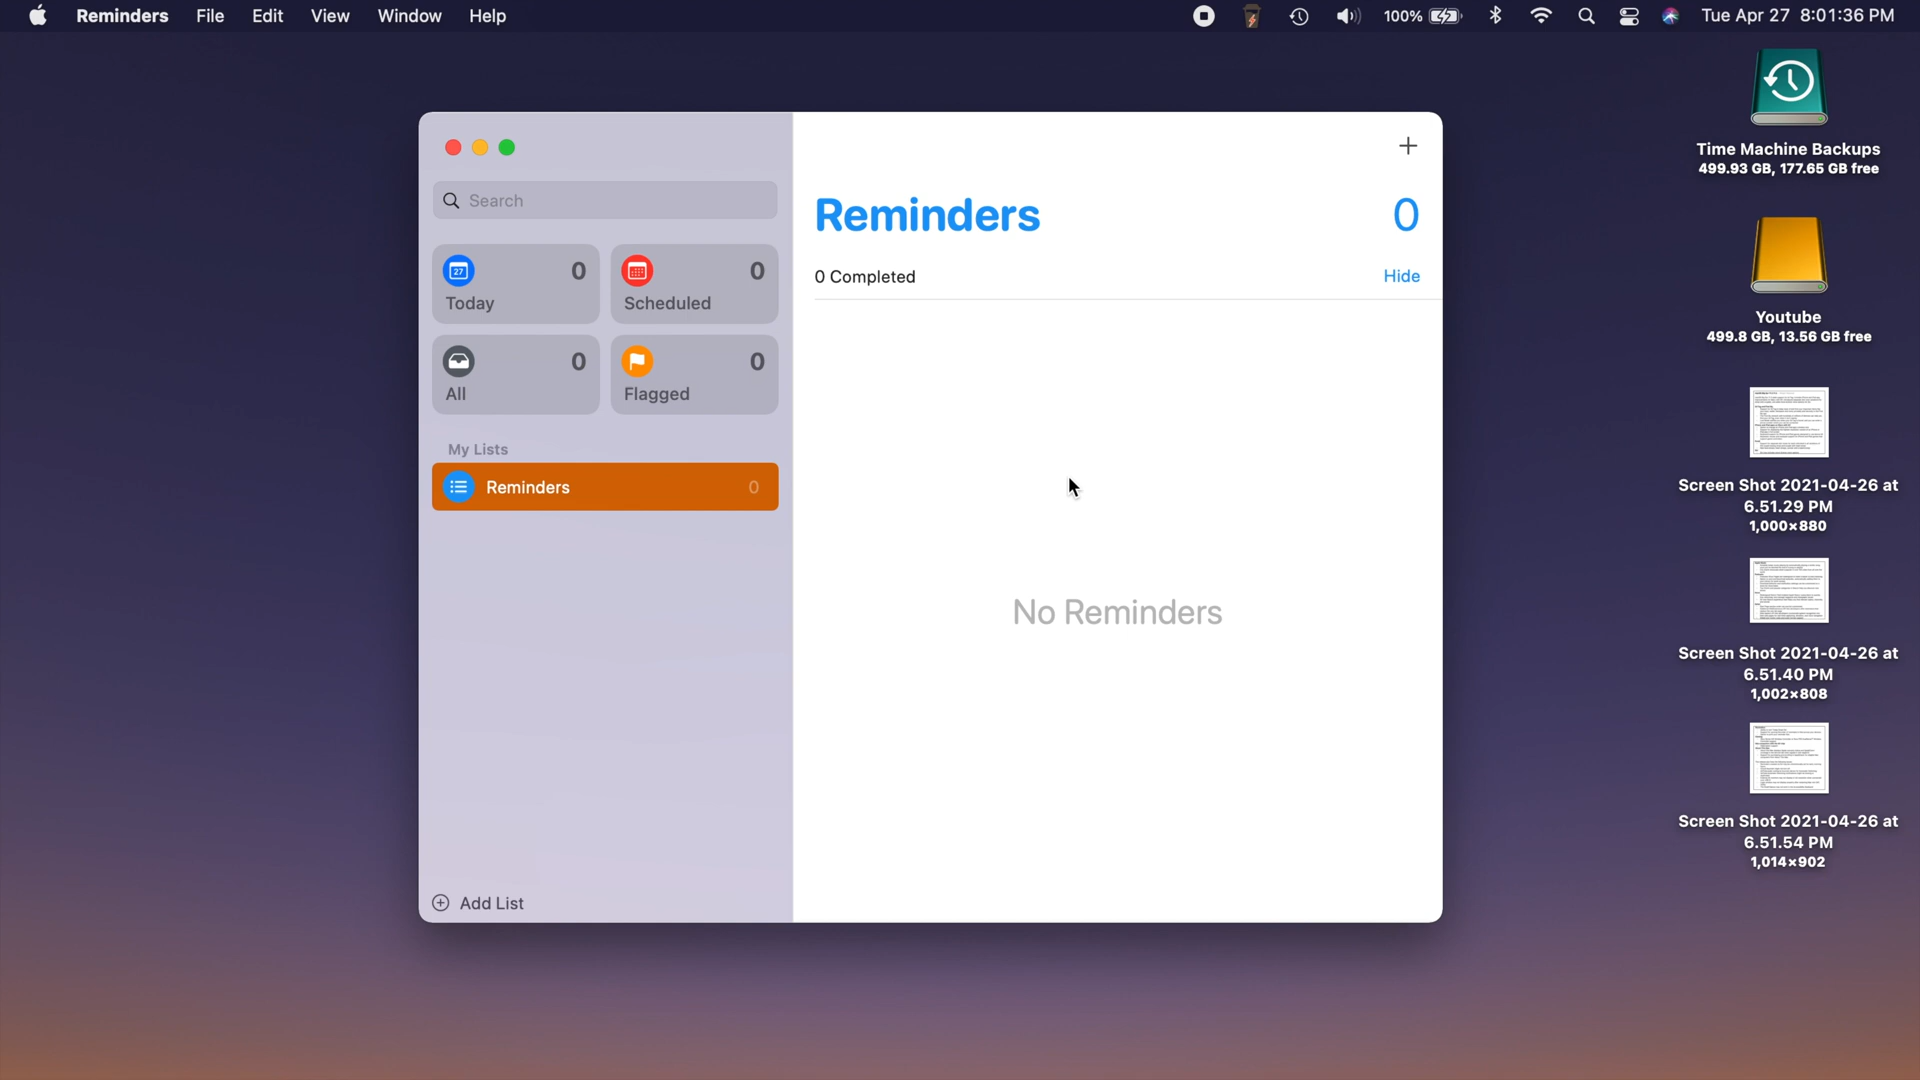 Reminders File Edit View Window Help 100% Tue Apr 27 8:01:36 PM
Search
27 0 0
Today Scheduled
0 0
All Flagged
My Lists
Reminders 0
Add List
Reminders 0
0 Completed Hide
No Reminders
Time Machine Backups
499.93 GB, 177.65 GB free
Youtube
499.8 GB, 13.56 GB free
Screen Shot 2021-04-26 at
6.51.29 PM
1,000×880
Screen Shot 2021-04-26 at
6.51.40 PM
1,002×808
Screen Shot 2021-04-26 at
6.51.54 PM
1,014×902